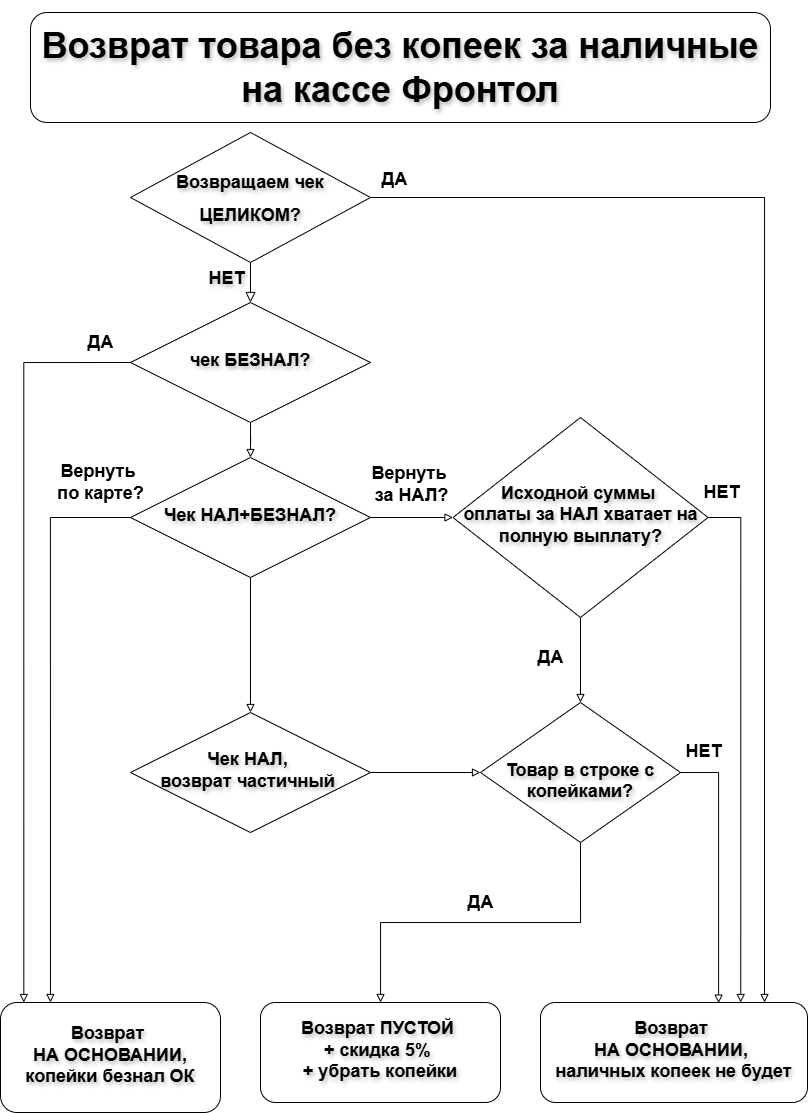 Возврат товара без копеек за наличные
на кассе Фронтол
Возвращаем чек
ЦЕЛИКОМ?
ДА
НЕТ
ДА
чек БЕЗНАЛ?
Вернуть
по карте?
Чек НАЛ+БЕЗНАЛ?
Вернуть
за НАЛ?
Исходной суммы
оплаты за НАЛ хватает на
полную выплату?
НЕТ
ДА
Чек НАЛ,
возврат частичный
Товар в строке с
копейками?
НЕТ
ДА
Возврат
НА ОСНОВАНИИ,
копейки безнал ОК
Возврат ПУСТОЙ
+ скидка 5%
+ убрать копейки
Возврат
НА ОСНОВАНИИ,
наличных копеек не будет